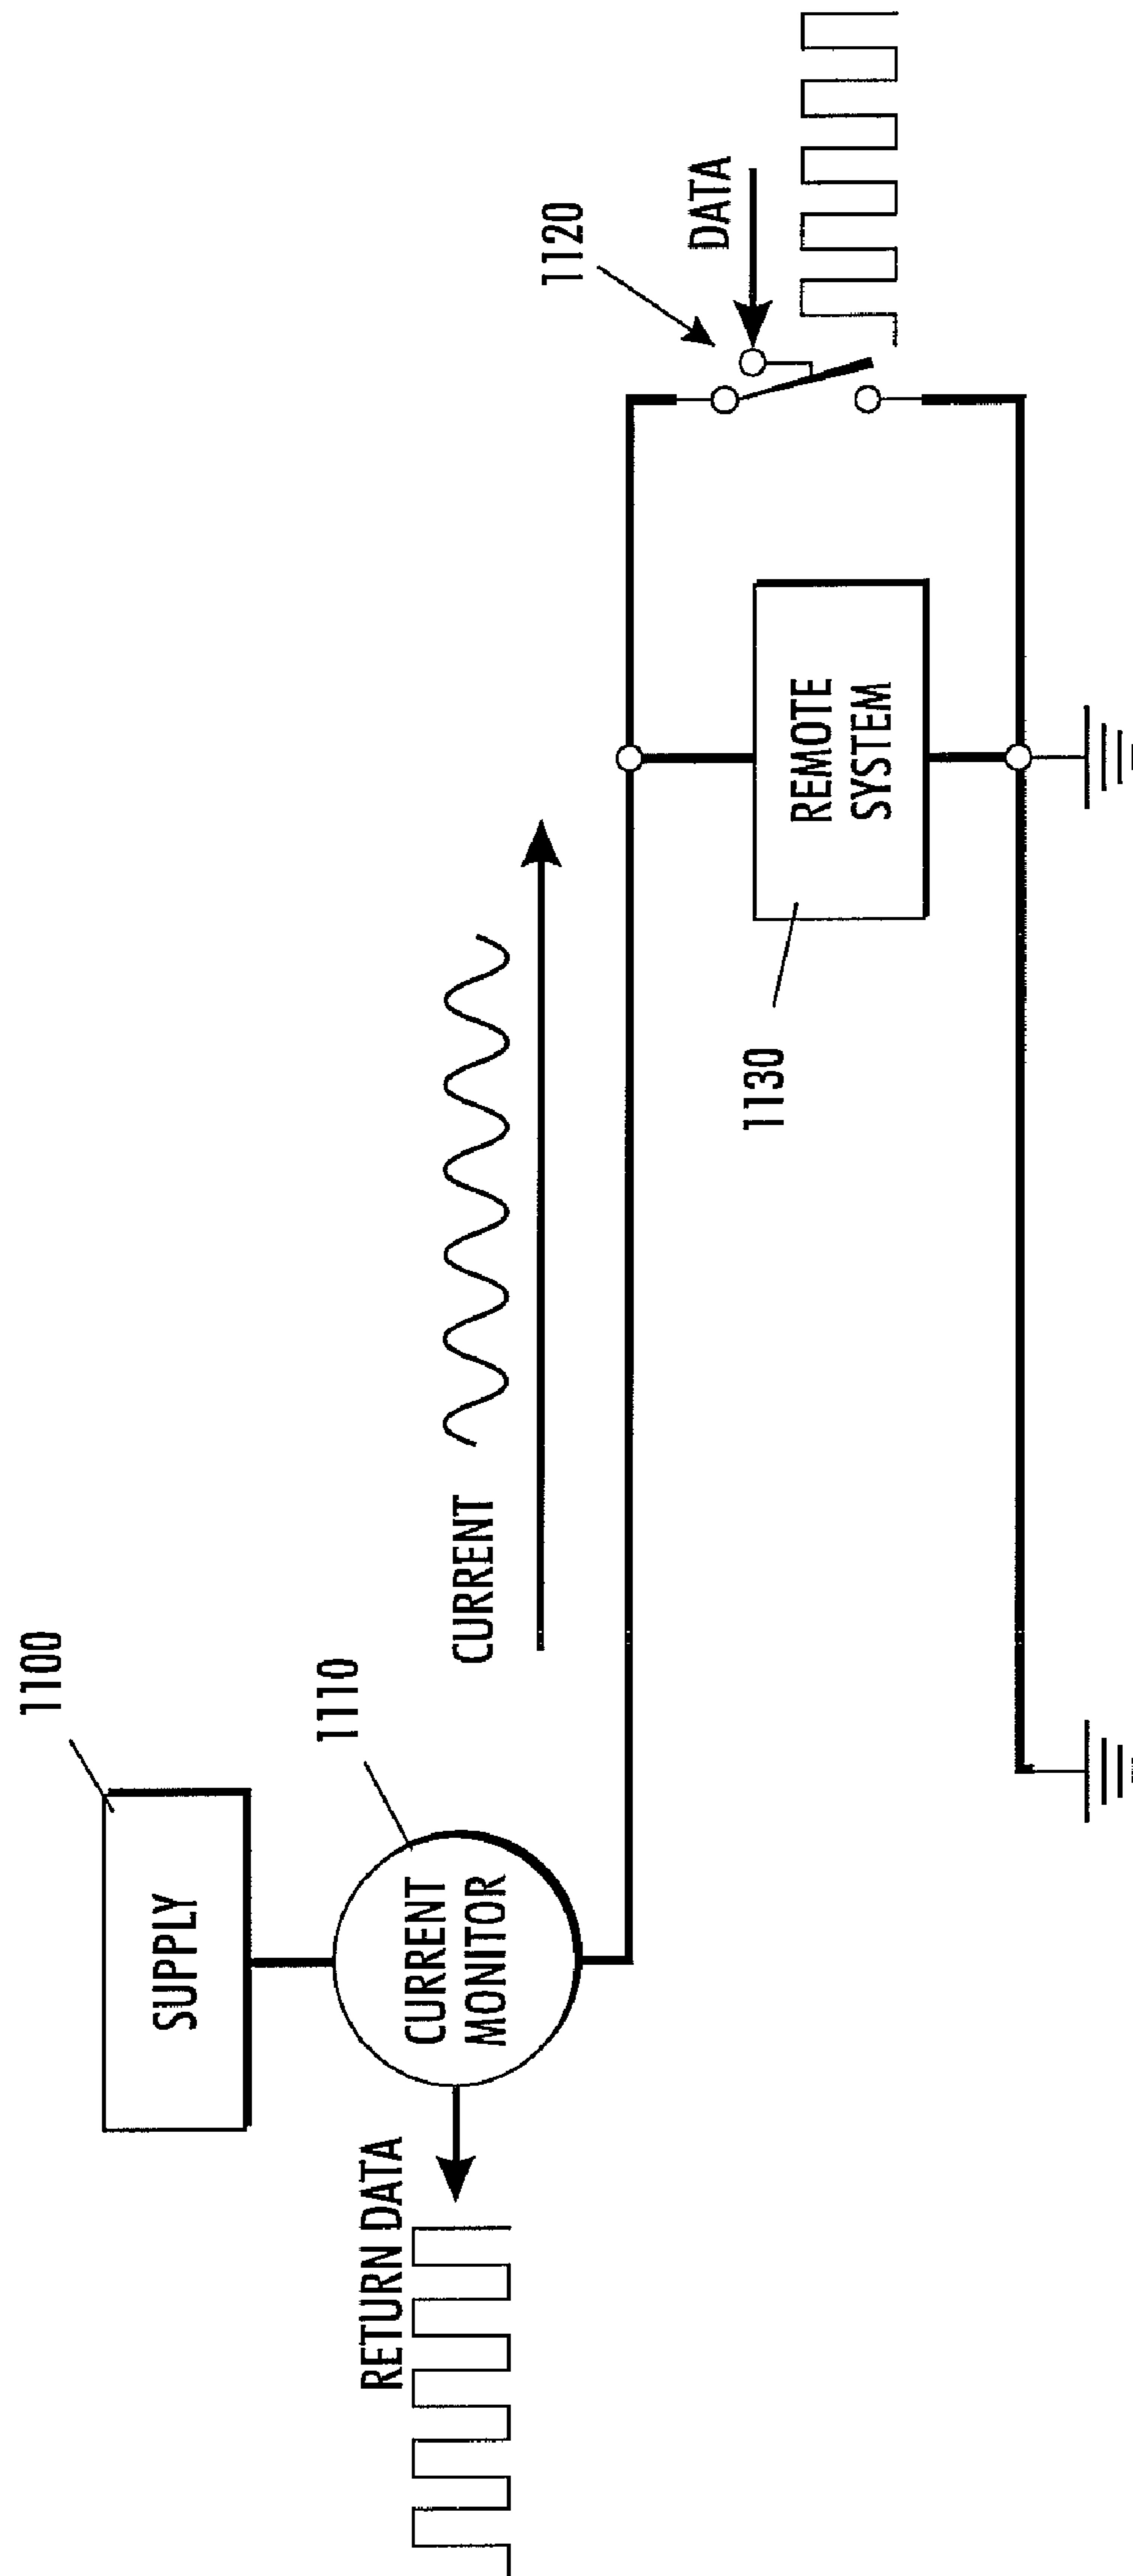 1100
SUPPLY
1110
CURRENT
MONITOR
RETURN DATA
CURRENT
1120
DATA
REMOTE
SYSTEM
1130